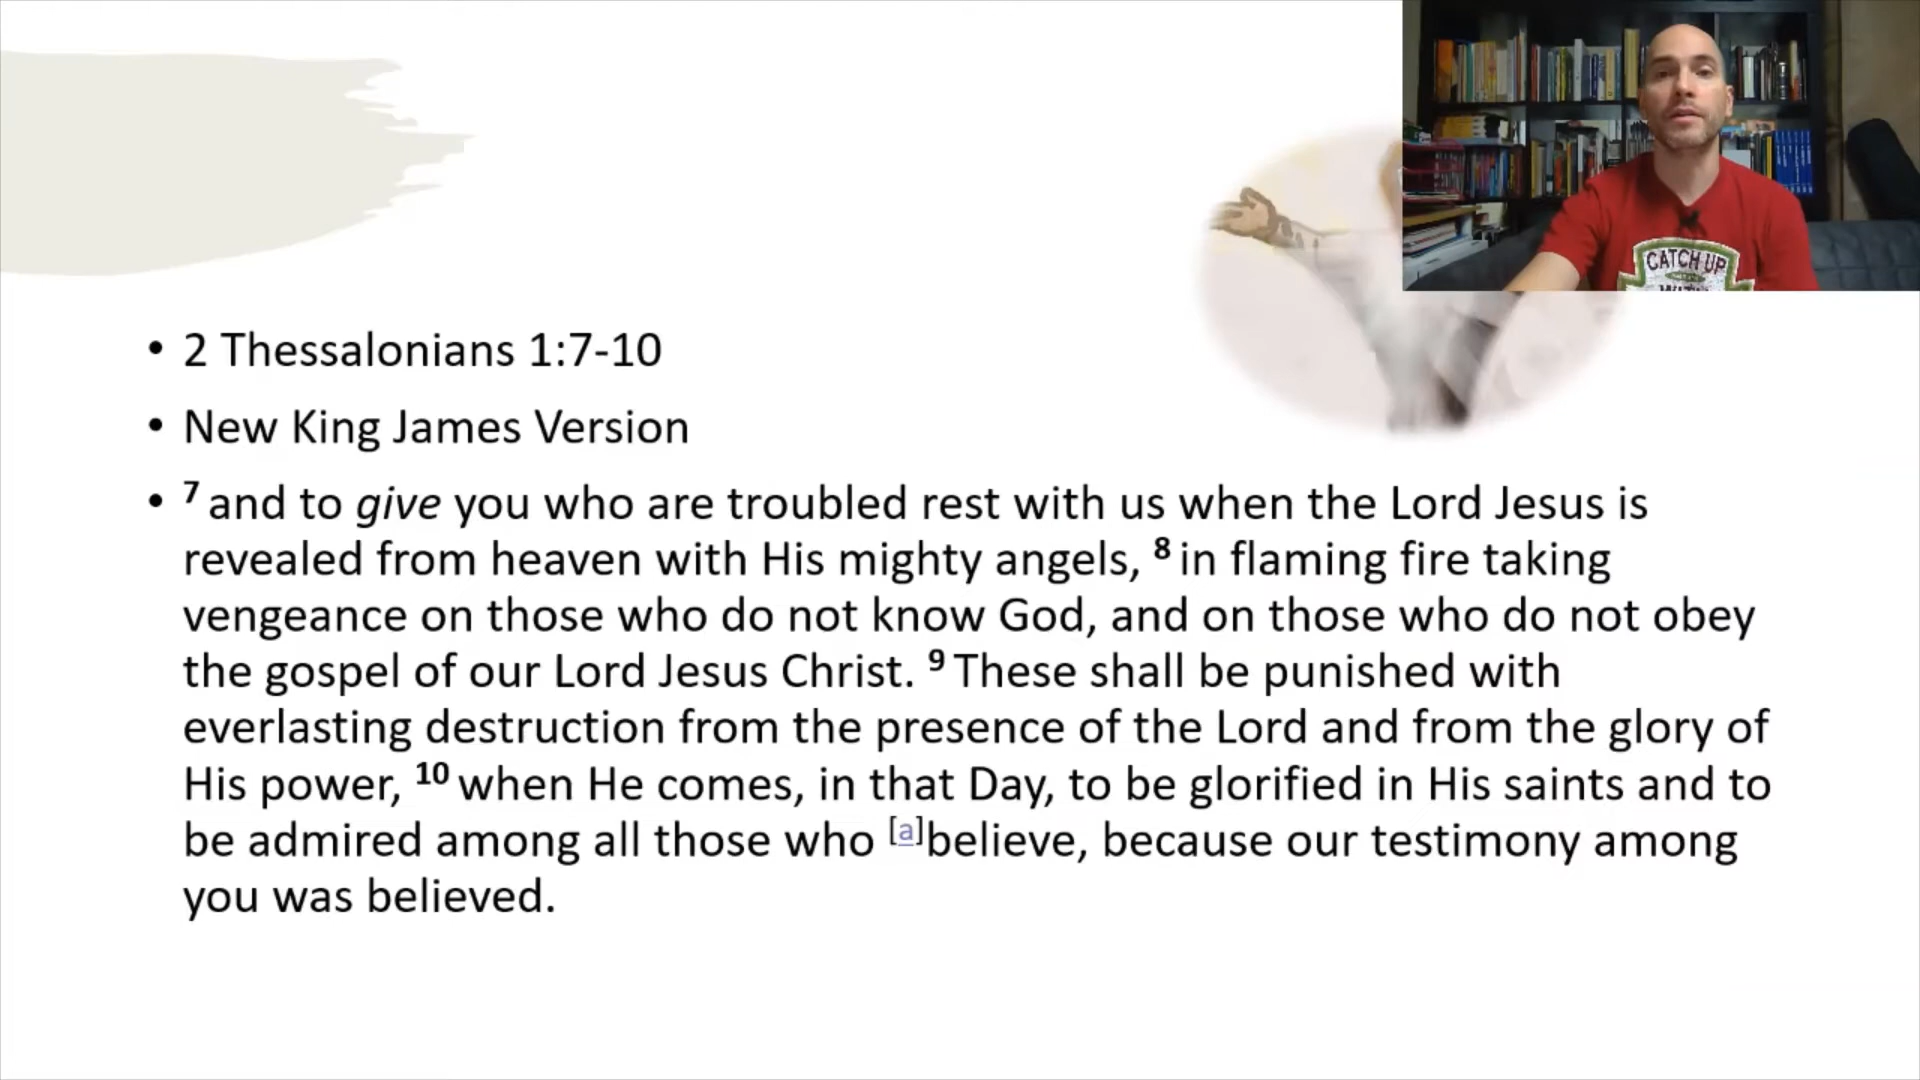 CATCH UP
• 2 Thessalonians 1:7-10
• New King James Version
• 7 and to give you who are troubled rest with us when the Lord Jesus is
revealed from heaven with His mighty angels, 8 in flaming fire taking
vengeance on those who do not know God, and on those who do not obey
the gospel of our Lord Jesus Christ. 9 These shall be punished with
everlasting destruction from the presence of the Lord and from the glory of
His power, 10 when He comes, in that Day, to be glorified in His saints and to
be admired among all those who [a]believe, because our testimony among
you was believed.